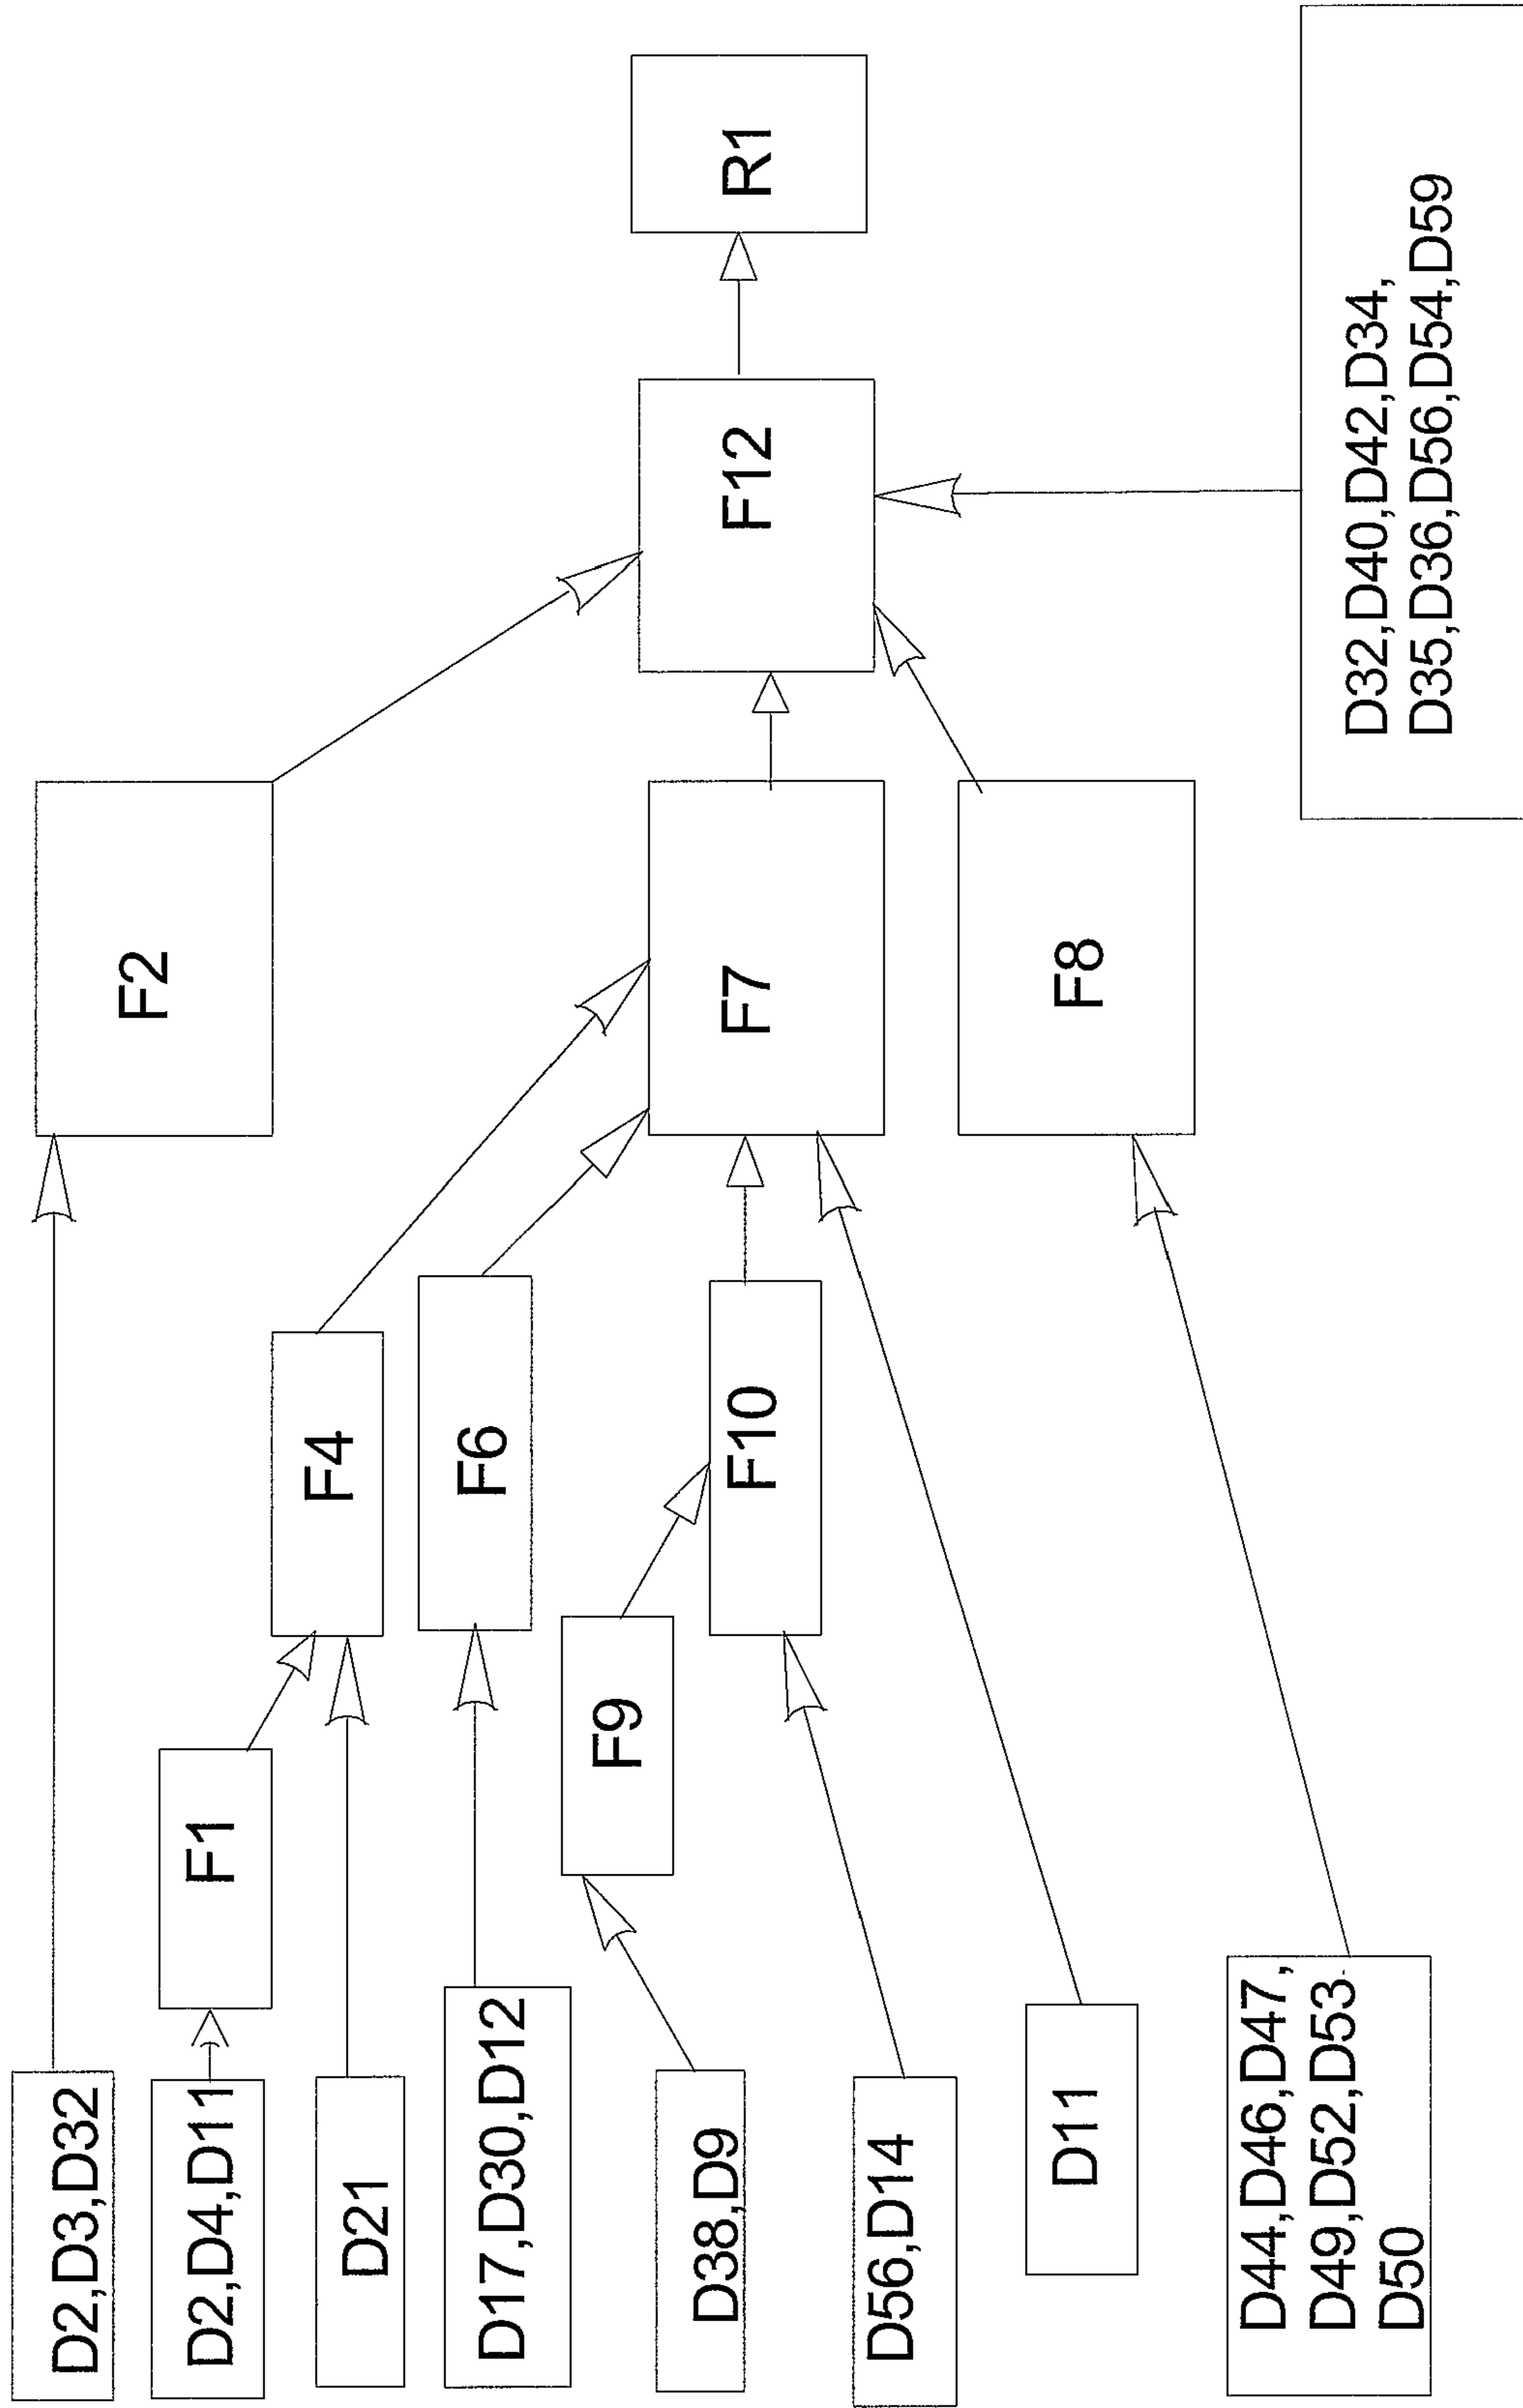 D2,D3,D32
F2
D2,D4,D11
F1
D21
F4
D17,D30,D12
F6
D38,D9
F9
D56,D14
F10
F7
F12
R1
D11
F8
D44,D46,D47,
D49,D52,D53
D50
D32,D40,D42,D34,
D35,D36,D56,D54,D59